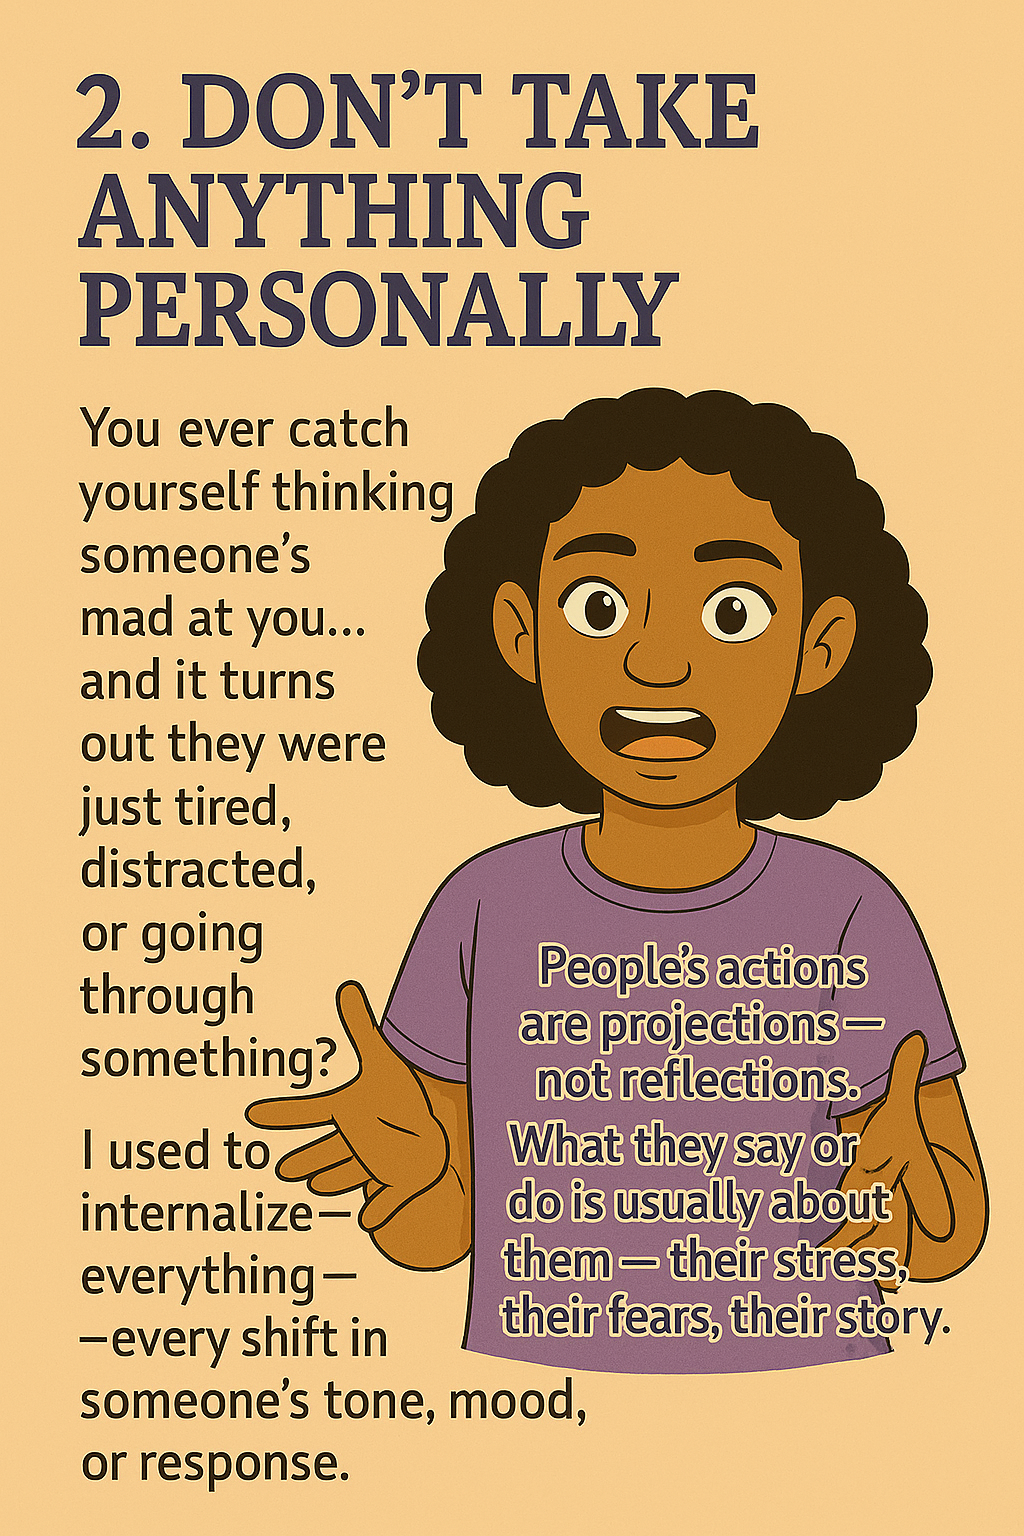 2. DON’T TAKE
ANYTHING
PERSONALLY
You ever catch
yourself thinking
someone’s
mad at you...
and it turns
out they were
just tired,
distracted,
or going
through
something?
I used to
internalize—
everything—
—every shift in
someone’s tone, mood,
or response.
People’s actions
are projections—
not reflections.
What they say or
do is usually about
them — their stress,
their fears, their story.